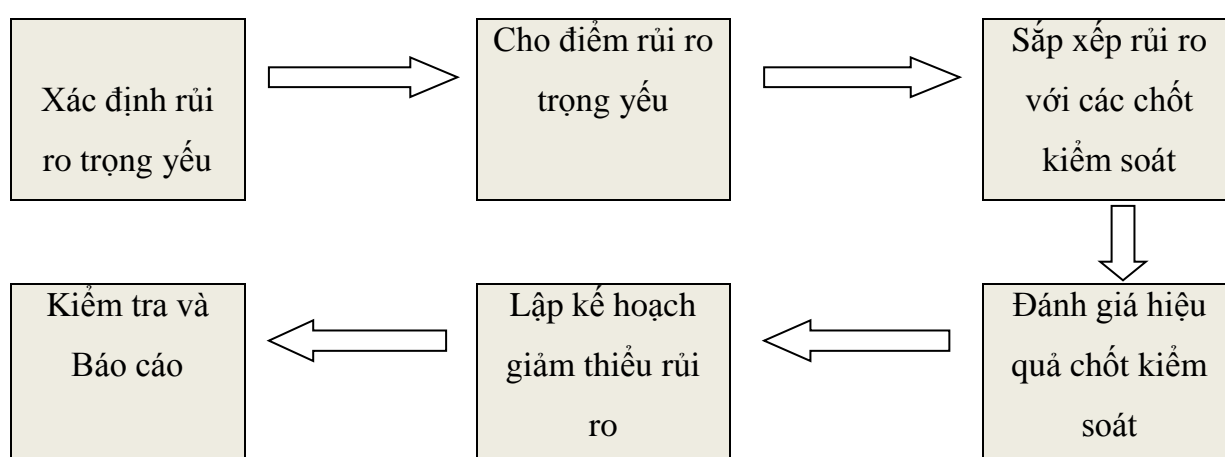 Xác định rủi
ro trọng yếu
Cho điểm rủi ro
trọng yếu
Sắp xếp rủi ro
với các chốt
kiểm soát
Đánh giá hiệu
quả chốt kiểm
soát
Lập kế hoạch
giảm thiểu rủi
ro
Kiểm tra và
Báo cáo